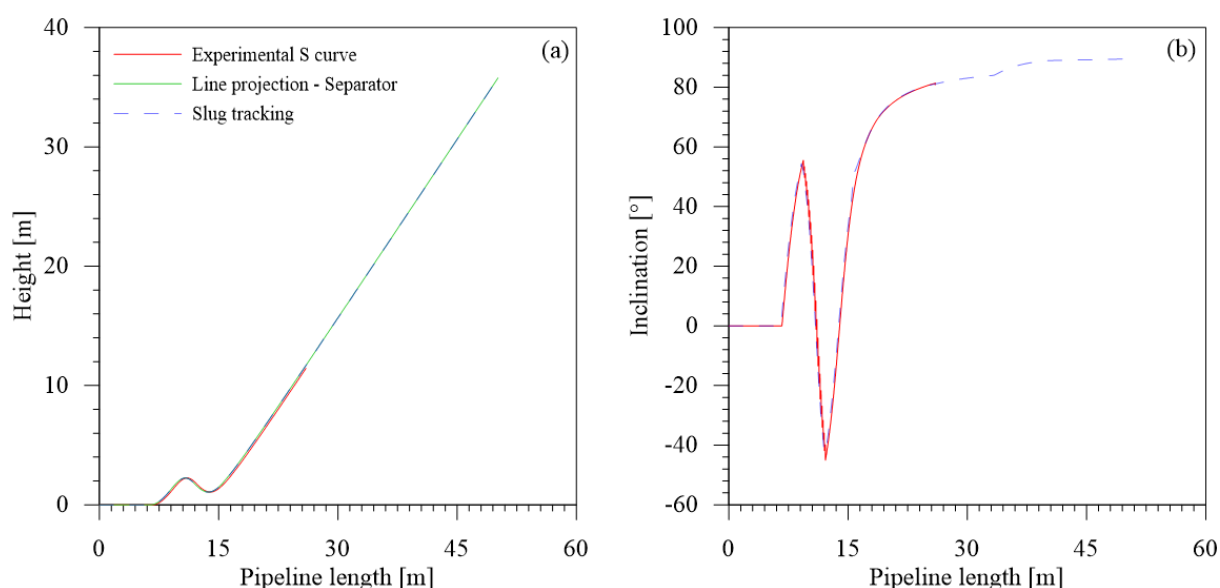 40
(a)
Experimental S curve
Line projection - Separator
Slug tracking
30
20
10
0
Height [m]
0 15 30 45 60
Pipeline length [m]
100
(b)
80
60
40
20
0
-20
-40
-60
Inclination [°]
0 15 30 45 60
Pipeline length [m]